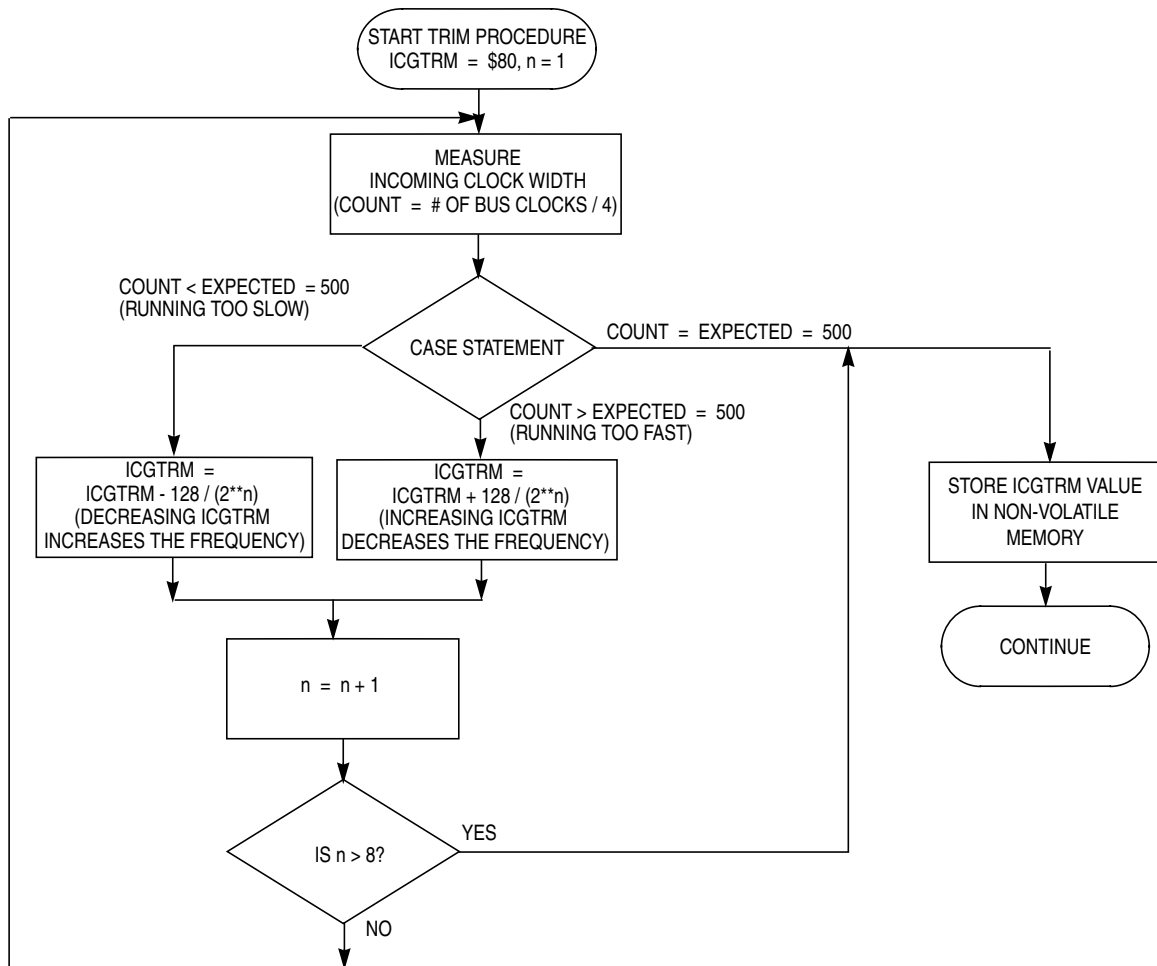 START TRIM PROCEDURE
ICGTRM = $80, n = 1
MEASURE
INCOMING CLOCK WIDTH
(COUNT = # OF BUS CLOCKS / 4)
COUNT < EXPECTED = 500
(RUNNING TOO SLOW)
CASE STATEMENT
COUNT = EXPECTED = 500
COUNT > EXPECTED = 500
(RUNNING TOO FAST)
ICGTRM =
ICGTRM - 128 / (2**n)
(DECREASING ICGTRM
INCREASES THE FREQUENCY)
ICGTRM =
ICGTRM + 128 / (2**n)
(INCREASING ICGTRM
DECREASES THE FREQUENCY)
STORE ICGTRM VALUE
IN NON-VOLATILE
MEMORY
CONTINUE
n = n + 1
IS n > 8?
YES
NO